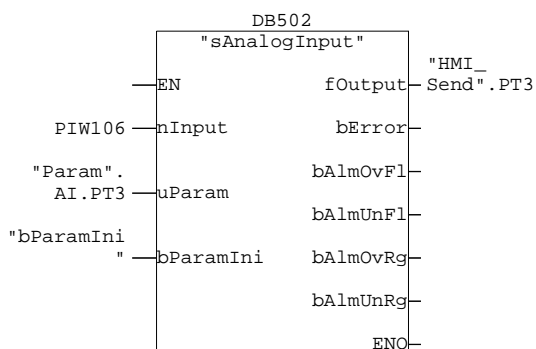 DB502
"sAnalogInput"
EN
fOutput
"HMI_
Send".PT3
PIW106
nInput
bError
"Param".
AI.PT3
uParam
bAlmOvFl
bAlmUnFl
"bParamIni
"
bParamIni
bAlmOvRg
bAlmUnRg
ENO